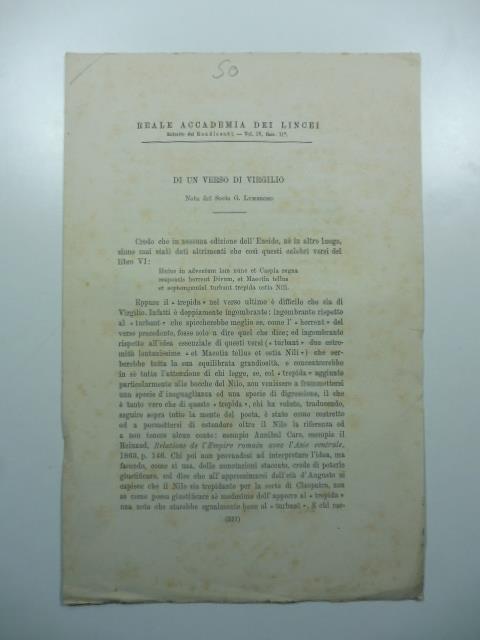 50
REALE ACCADEMIA DEI LINCEI
Estratto dai Rendiconti. — Vol. IV, fasc. 11°.
DI UN VERSO DI VIRGILIO
Nota del Socio G. LUMBROSO
Credo che in nessuna edizione dell'Eneide, nè in altro luogo,
siano mai stati dati altrimenti che così questi celebri versi del
libro VI:
Huius in adventum iam nunc et Caspia regna
responsis horrent Divum, et Maeotia tellus
et septemgemini turbant trepida ostia Nili.
Eppure il « trepida » nel verso ultimo è difficile che sia di
Virgilio. Infatti è doppiamente ingombrante: ingombrante rispetto
al « turbant » che spiccherebbe meglio se, come l' « horrent » del
verso precedente, fosse solo a dire quel che dice; ed ingombrante
rispetto all'idea essenziale di questi versi (« turbant » due estre-
mità lontanissime « et Maeotia tellus et ostia Nili ») che ser-
berebbe tutta la sua equilibrata grandiosità, e concentrerebbe
in sè tutta l'attenzione di chi legge, se, col « trepida » aggiunto
particolarmente alle bocche del Nilo, non venissero a frammettersi
una specie d'ineguaglianza ed una specie di digressione, il che
è tanto vero che di questo « trepida », chi ha voluto, traducendo,
seguire sopra tutto la mente del poeta, è stato come costretto
ed a permettersi di estendere oltre il Nilo la riferenza od
a non tenere alcun conto: esempio Annibal Caro, esempio il
Reinaud, Relations de l'Empire romain avec l'Asie centrale,
1863, p. 146. Chi poi non provandosi ad interpretare l'idea, ma
facendo, come si usa, delle annotazioni staccate, crede di poterlo
giustificare, col dire che all'approssimarsi dell'età d'Augusto si
capisce che il Nilo sia trepidante per la sorte di Cleopatra, non
sa come possa giustificare sè medesimo dell'apporre al « trepida »
una nota che starebbe egualmente bene al « turbant ». E chi cer-
(327)